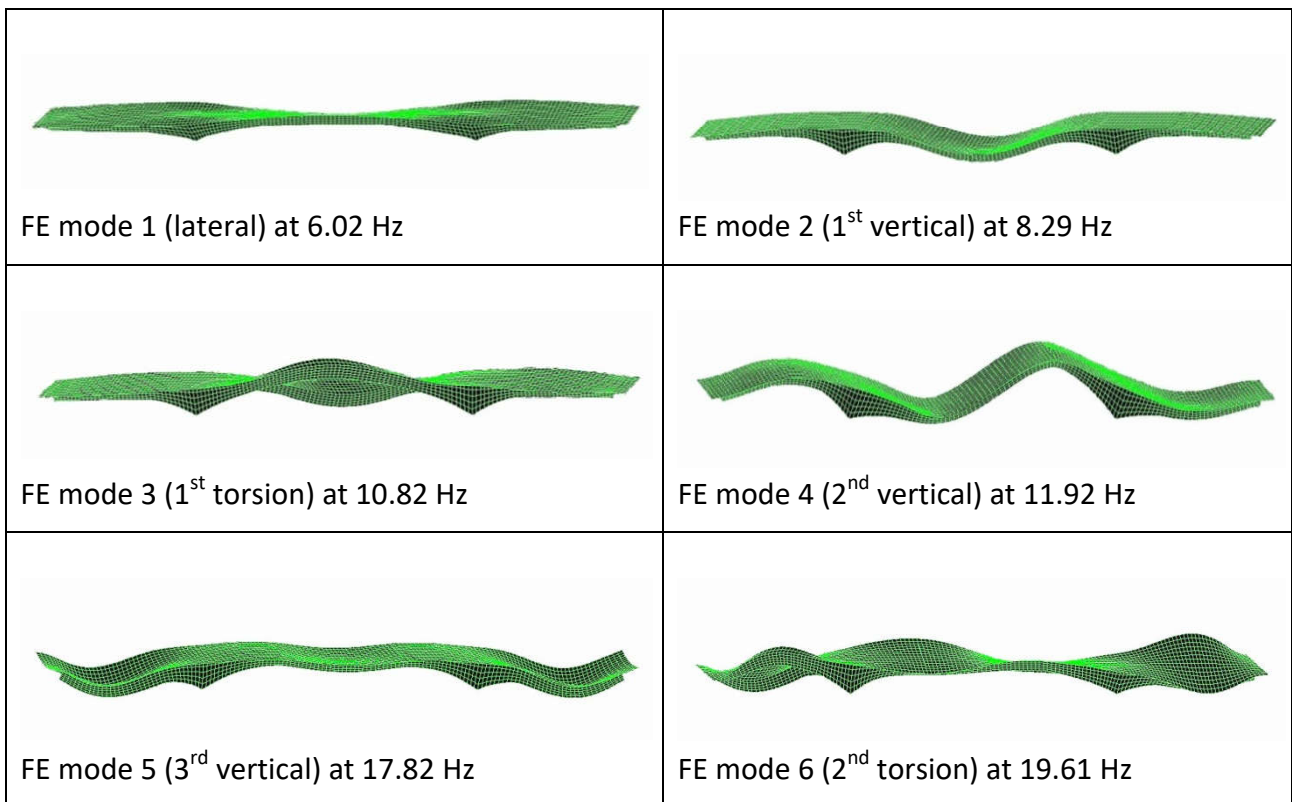 FE mode 1 (lateral) at 6.02 Hz
FE mode 2 (1st vertical) at 8.29 Hz
FE mode 3 (1st torsion) at 10.82 Hz
FE mode 4 (2nd vertical) at 11.92 Hz
FE mode 5 (3rd vertical) at 17.82 Hz
FE mode 6 (2nd torsion) at 19.61 Hz